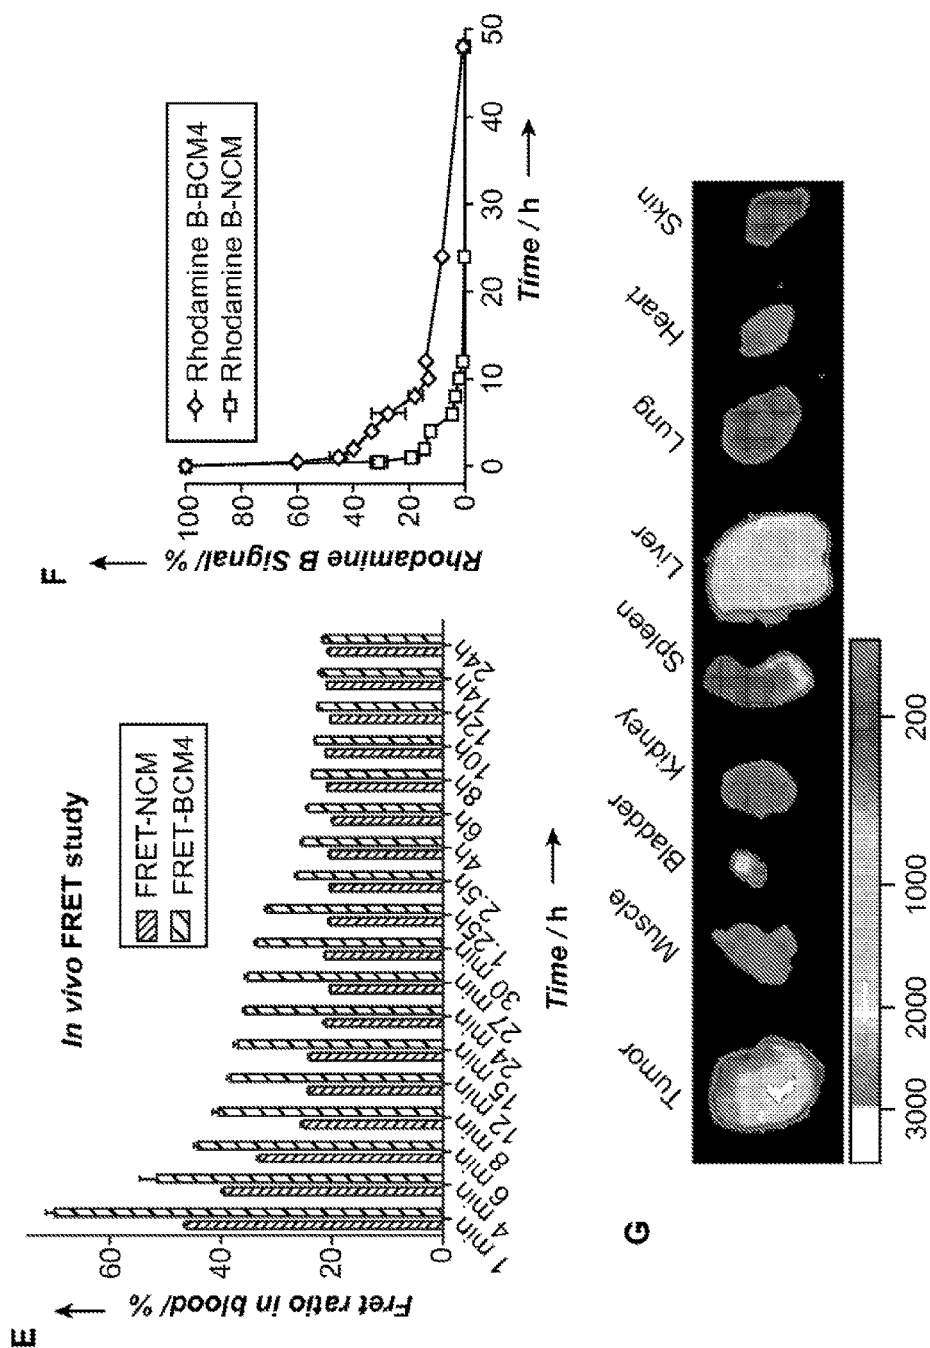 E
In vivo FRET study
FRET-NCM
FRET-BCM4
Fret ratio in blood/ %
60
40
20
0
1 min
4 min
6 min
8 min
12 min
15 min
24 min
27 min
30 min
1.25h
2.5h
4h
6h
8h
10h
12h
14h
24h
Time / h
F
Rhodamine B-BCM4
Rhodamine B-NCM
Rhodamine B Signal/ %
100
80
60
40
20
0
0 10 20 30 40 50
Time / h
G
Tumor Muscle Bladder Kidney Spleen Liver Lung Heart Skin
3000 2000 1000 200